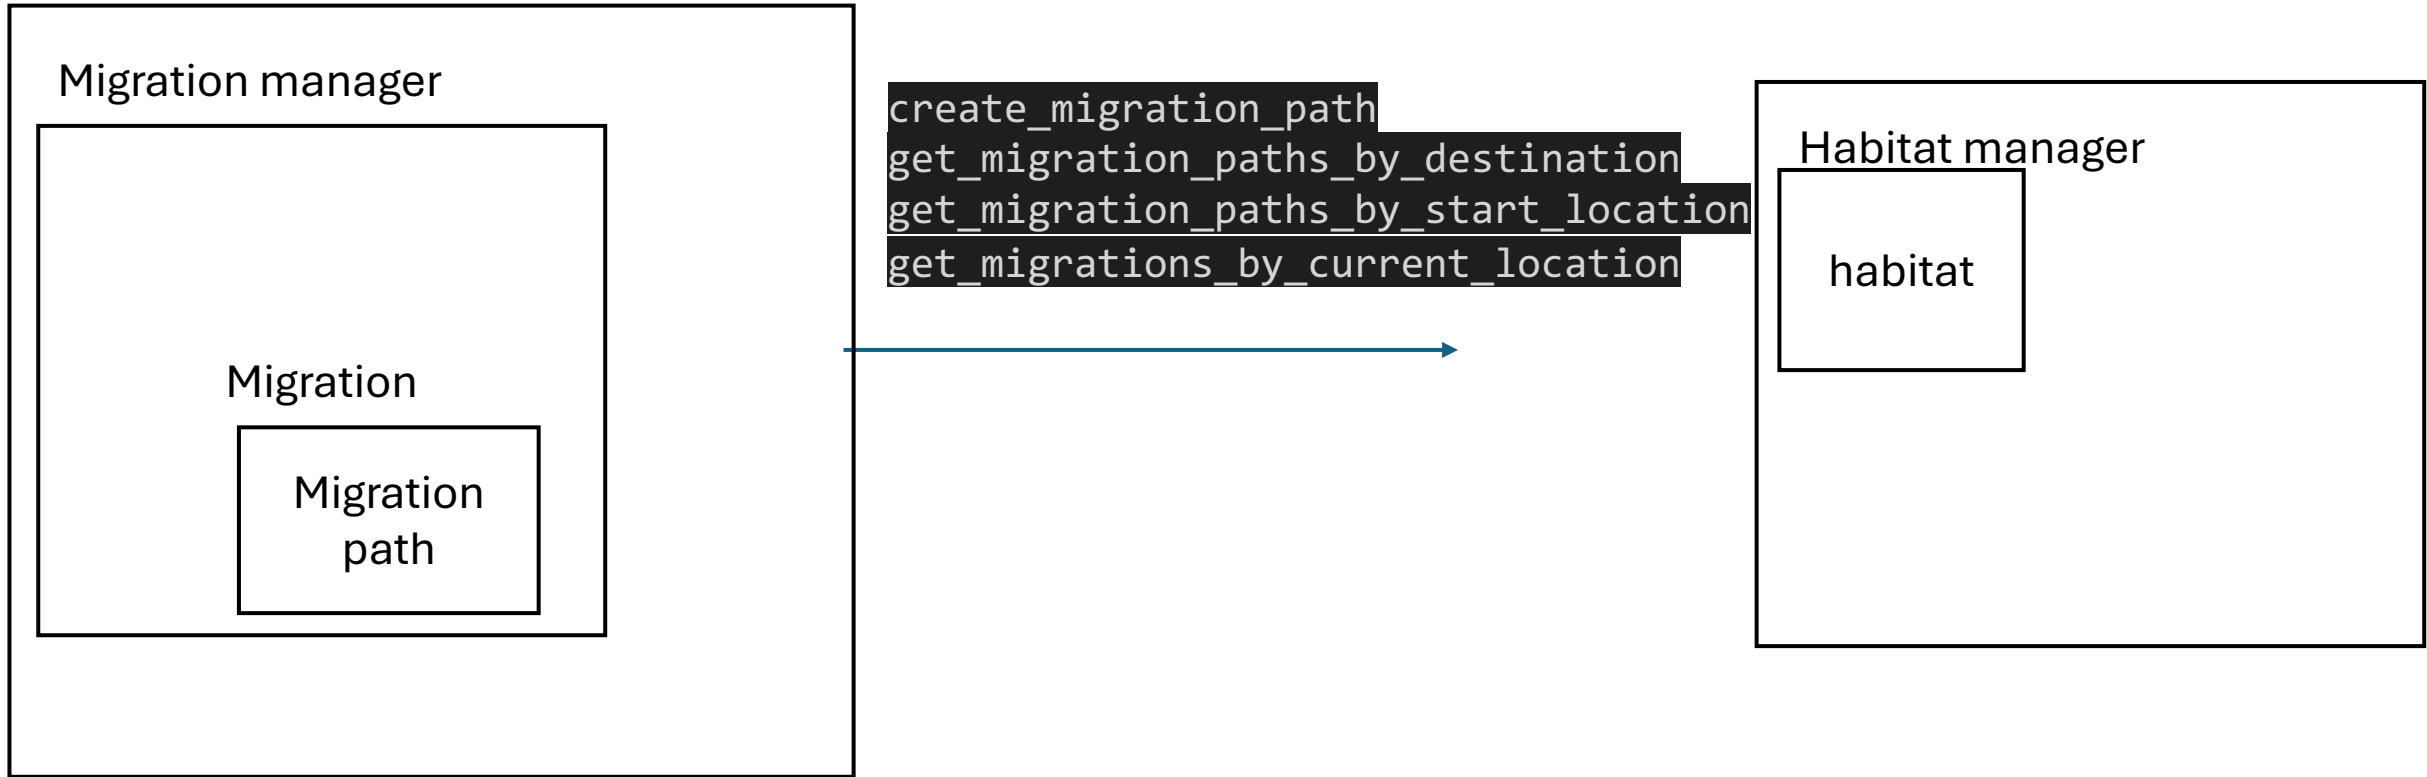 Migration manager
Migration
Migration
path
create_migration_path
get_migration_paths_by_destination
get_migration_paths_by_start_location
get_migrations_by_current_location
Habitat manager
habitat